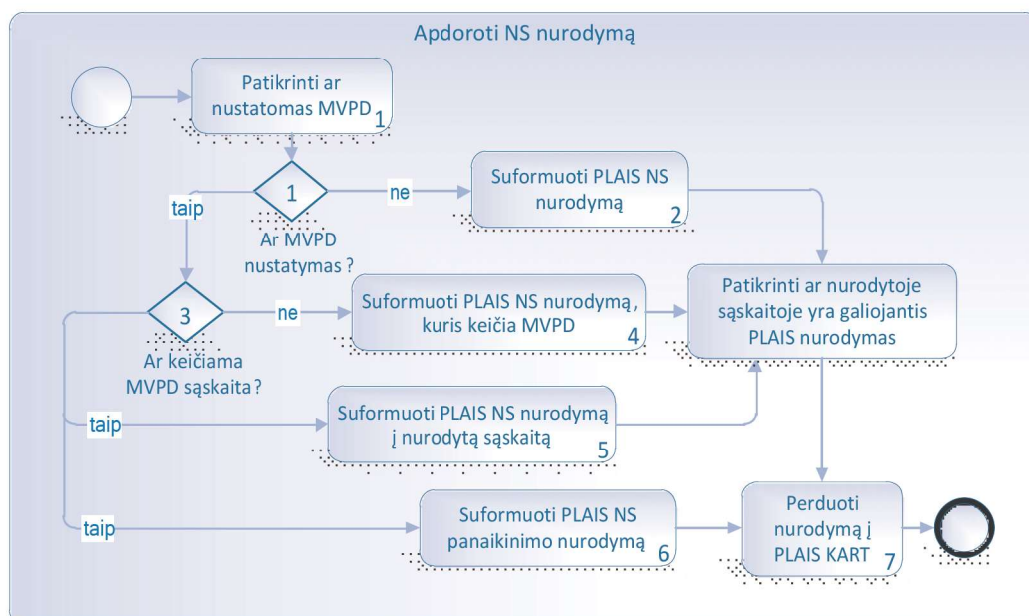 Apdoroti NS nurodymą
Patikrinti ar
nustatomas MVPD
1
1
Ar MVPD
nustatymas ?
taip
ne
Suformuoti PLAIS NS
nurodymą
2
3
Ar keičiama
MVPD sąskaita ?
ne
Suformuoti PLAIS NS nurodymą,
kuris keičia MVPD
4
Patikrinti ar nurodytoje
sąskaitoje yra galiojantis
PLAIS nurodymas
taip
Suformuoti PLAIS NS nurodymą
į nurodytą sąskaitą
5
taip
Suformuoti PLAIS NS
panaikinimo nurodymą
6
Perduoti
nurodymą į
PLAIS KART
7